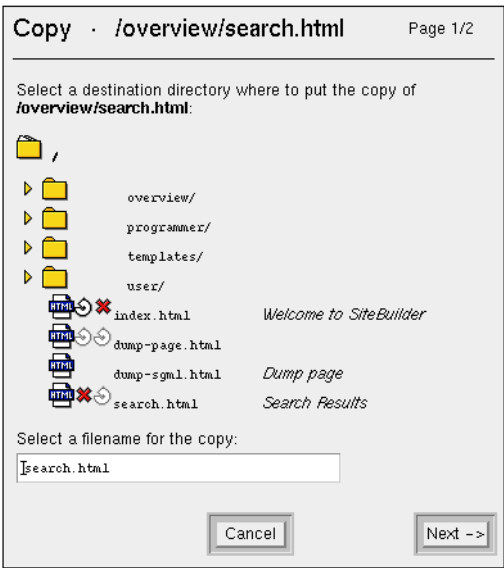 Copy · /overview/search.html Page 1/2
Select a destination directory where to put the copy of
/overview/search.html:
/
overview/
programmer/
templates/
user/
HTML index.html Welcome to SiteBuilder
HTML dump-page.html
HTML dump-sgml.html Dump page
HTML search.html Search Results
Select a filename for the copy:
search.html
Cancel Next ->